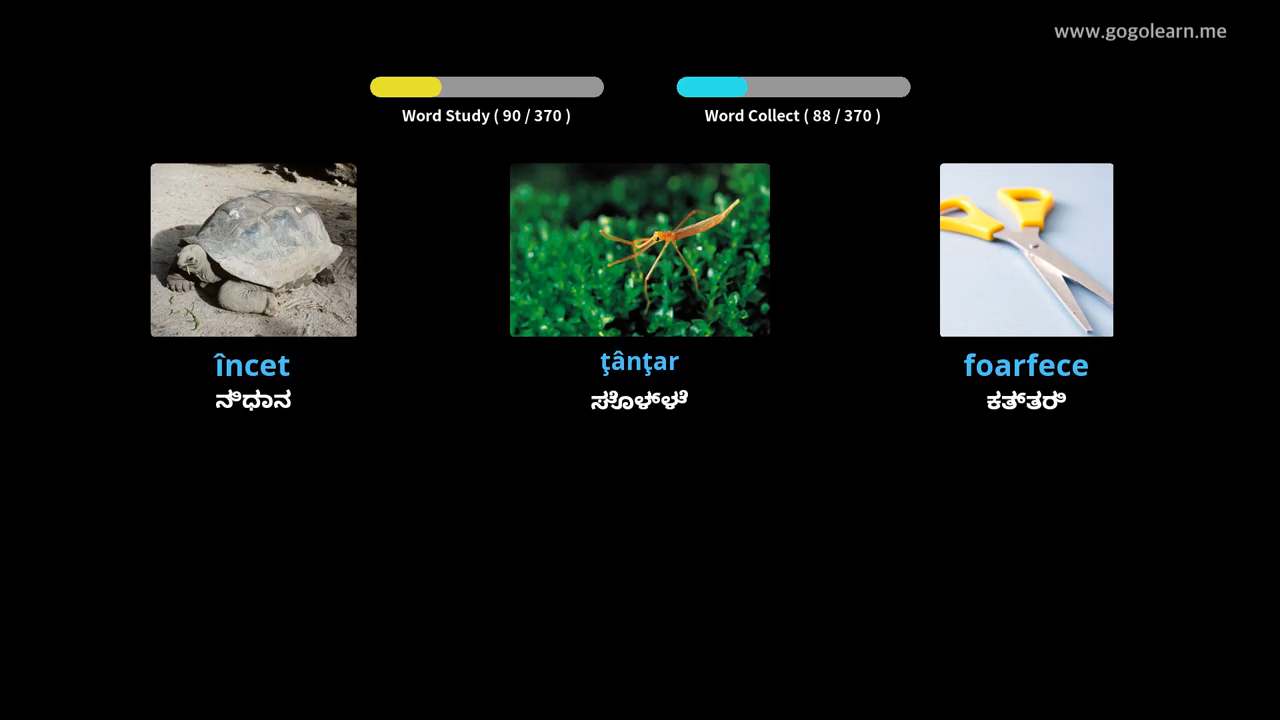 www.gogolearn.me
Word Study ( 90 / 370 )
Word Collect ( 88 / 370 )
încet
ţânţar
foarfece
ನಿಧಾನ
ಸೊಳ್ಳೆ
ಕತ್ತರಿ